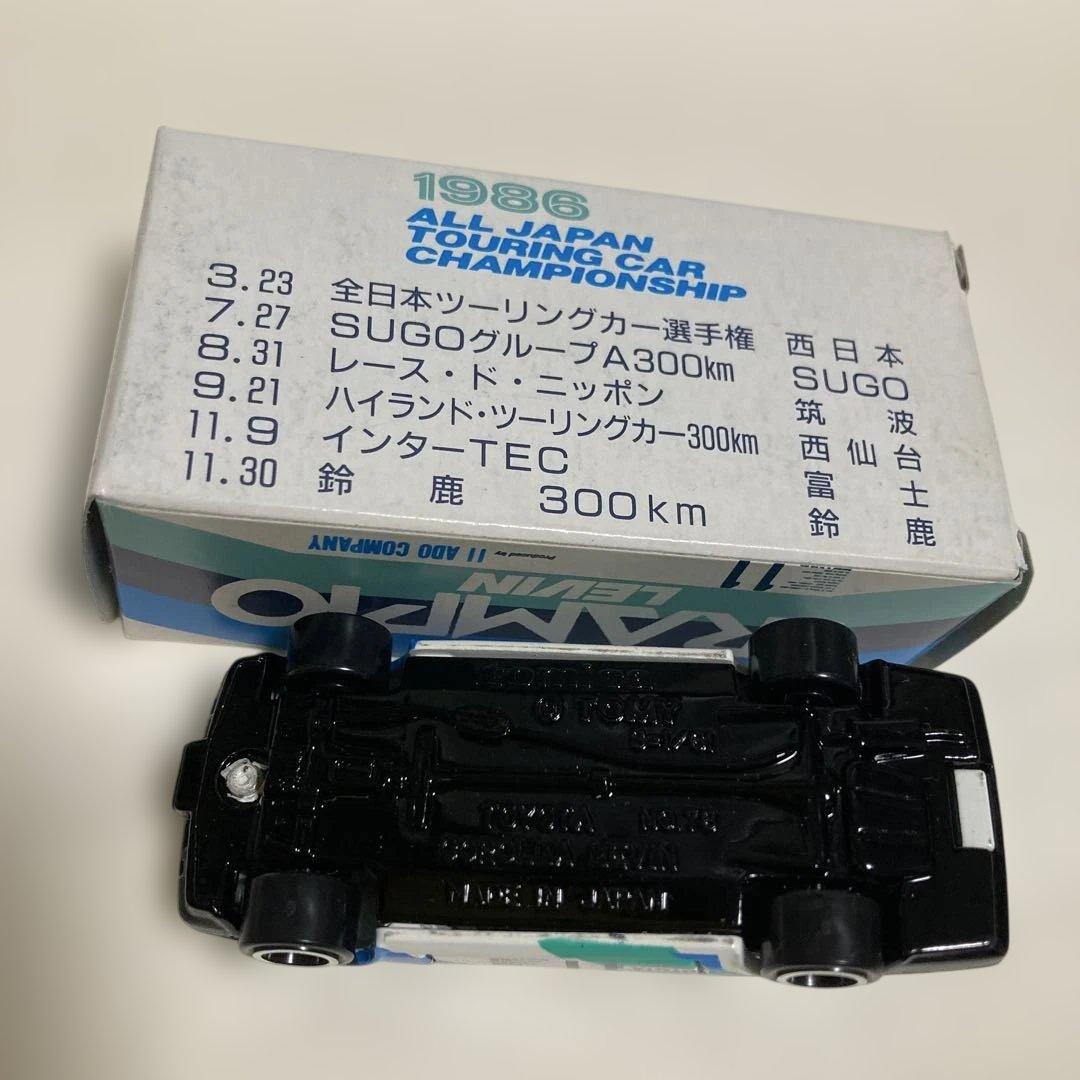 1986
ALL JAPAN
TOURING CAR
CHAMPIONSHIP
3.23 全日本ツーリングカー選手権 西日本
7.27 SUGOグループA300km SUGO
8.31 レース・ド・ニッポン 筑波
9.21 ハイランド・ツーリングカー300km 西仙台
11.9 インターTEC 富士
11.30 鈴鹿 300km 鈴鹿
Produced by 11 ADO COMPANY
11
LEVIN
KAMPÃIO
tomica
© TOMY
MADE IN JAPAN